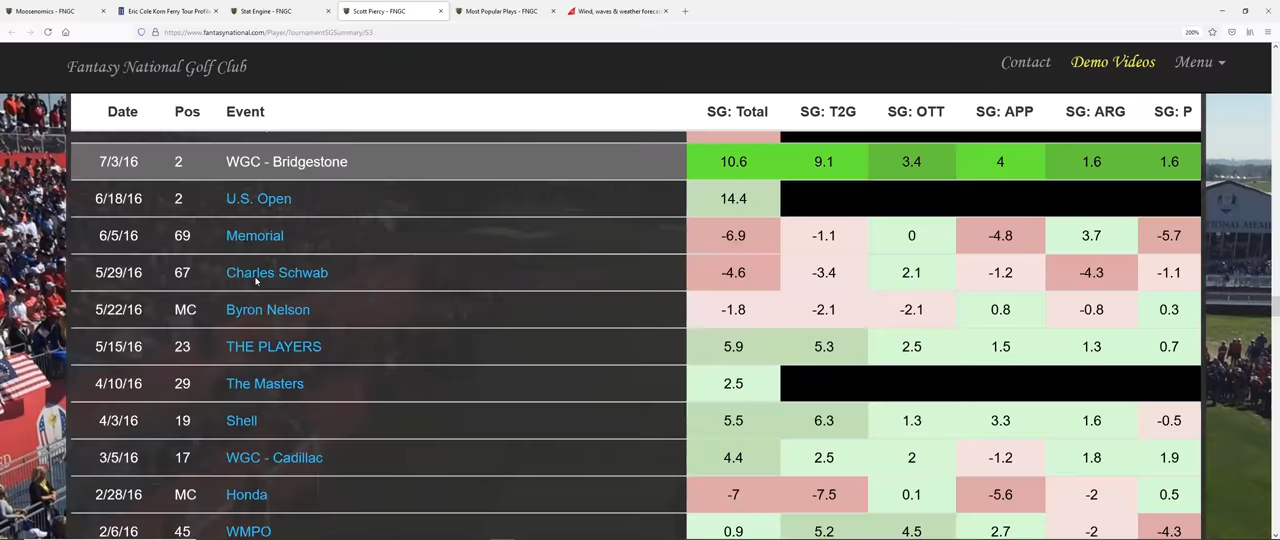 Moosenomics - FNGC × Eric Cole Korn Ferry Tour Profile × Stat Engine - FNGC × Scott Piercy - FNGC × Most Popular Plays - FNGC × Wind, waves & weather foreca ×
https://www.fantasynational.com/Player/TournamentSGSummary/53 200%
Fantasy National Golf Club Contact Demo Videos Menu
Date Pos Event SG: Total SG: T2G SG: OTT SG: APP SG: ARG SG: P
7/3/16 2 WGC - Bridgestone 10.6 9.1 3.4 4 1.6 1.6
6/18/16 2 U.S. Open 14.4
6/5/16 69 Memorial -6.9 -1.1 0 -4.8 3.7 -5.7
5/29/16 67 Charles Schwab -4.6 -3.4 2.1 -1.2 -4.3 -1.1
5/22/16 MC Byron Nelson -1.8 -2.1 -2.1 0.8 -0.8 0.3
5/15/16 23 THE PLAYERS 5.9 5.3 2.5 1.5 1.3 0.7
4/10/16 29 The Masters 2.5
4/3/16 19 Shell 5.5 6.3 1.3 3.3 1.6 -0.5
3/5/16 17 WGC - Cadillac 4.4 2.5 2 -1.2 1.8 1.9
2/28/16 MC Honda -7 -7.5 0.1 -5.6 -2 0.5
2/6/16 45 WMPO 0.9 5.2 4.5 2.7 -2 -4.3